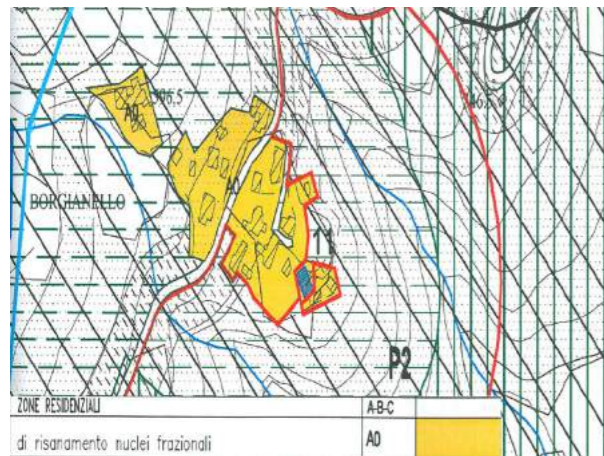 A0
BORGIANELLO
A0
11
P2
ZONE RESIDENZIALI A-B-C
di risanamento nuclei frazionali A0